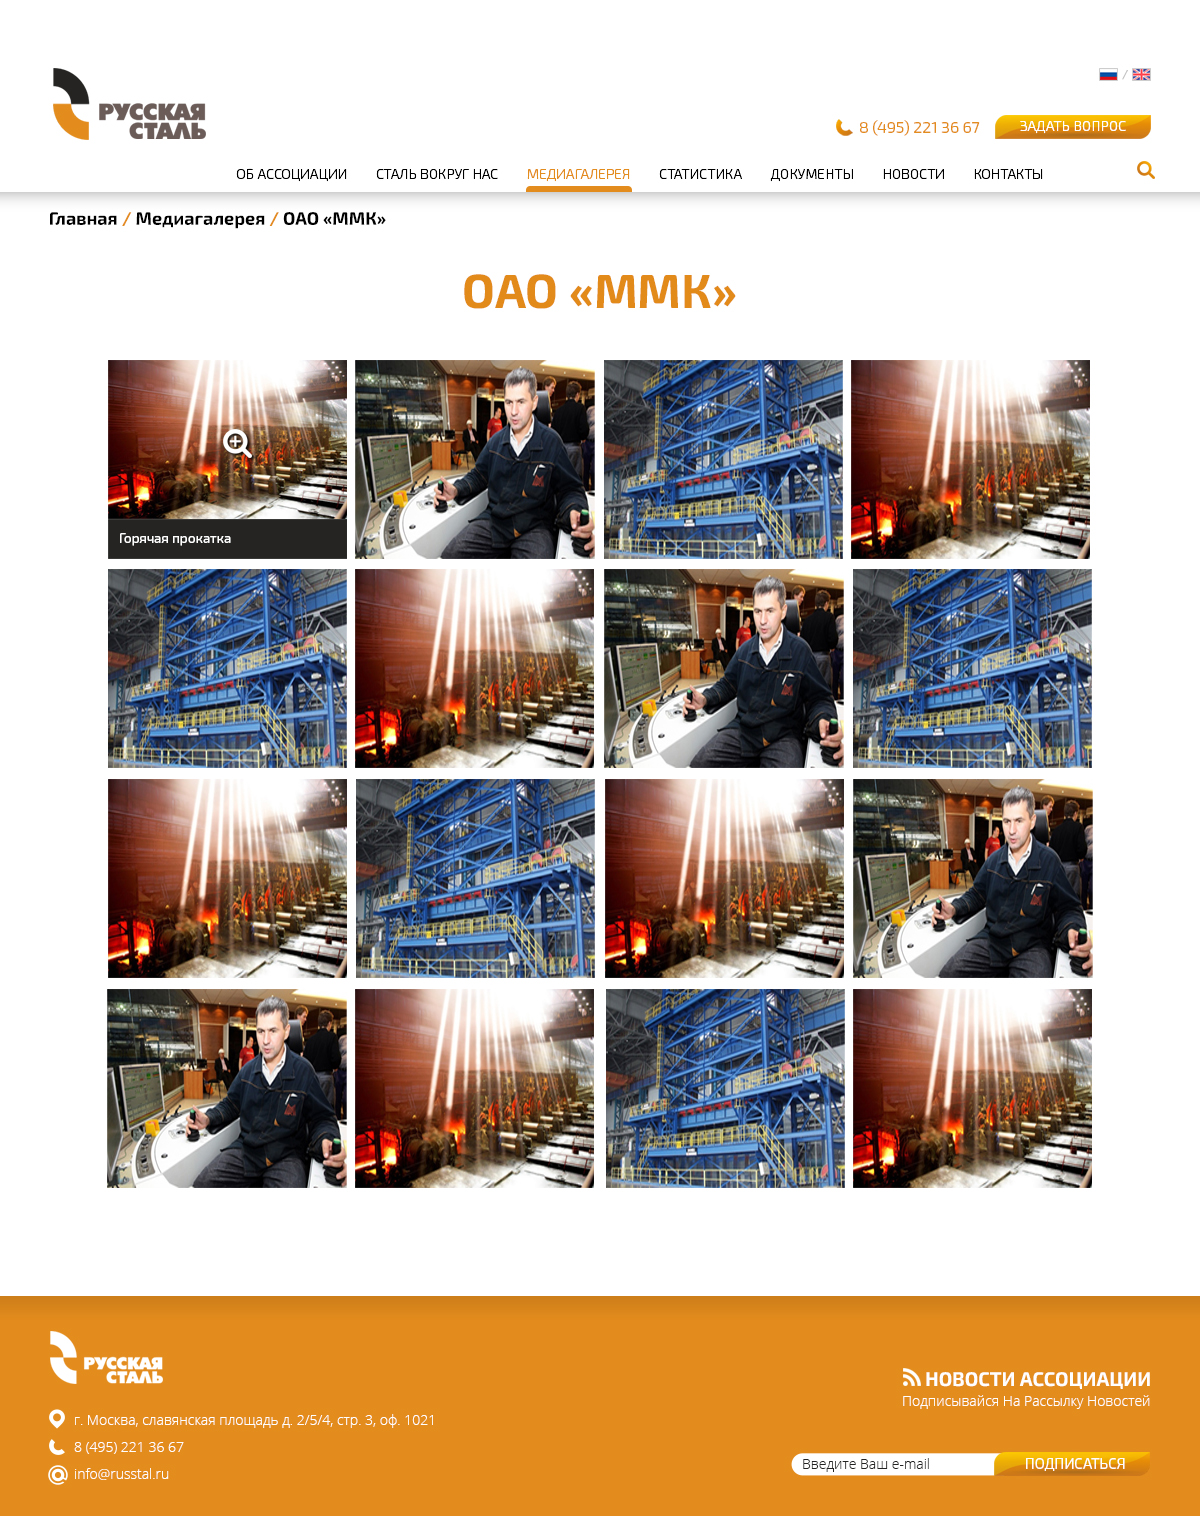 РУССКАЯ
СТАЛЬ
/
8 (495) 221 36 67
ЗАДАТЬ ВОПРОС
ОБ АССОЦИАЦИИ СТАЛЬ ВОКРУГ НАС МЕДИАГАЛЕРЕЯ СТАТИСТИКА ДОКУМЕНТЫ НОВОСТИ КОНТАКТЫ
Главная / Медиагалерея / ОАО «ММК»
ОАО «ММК»
Горячая прокатка
РУССКАЯ
СТАЛЬ
г. Москва, славянская площадь д. 2/5/4, стр. 3, оф. 1021
8 (495) 221 36 67
info@russtal.ru
НОВОСТИ АССОЦИАЦИИ
Подписывайся На Рассылку Новостей
Введите Ваш e-mail
ПОДПИСАТЬСЯ